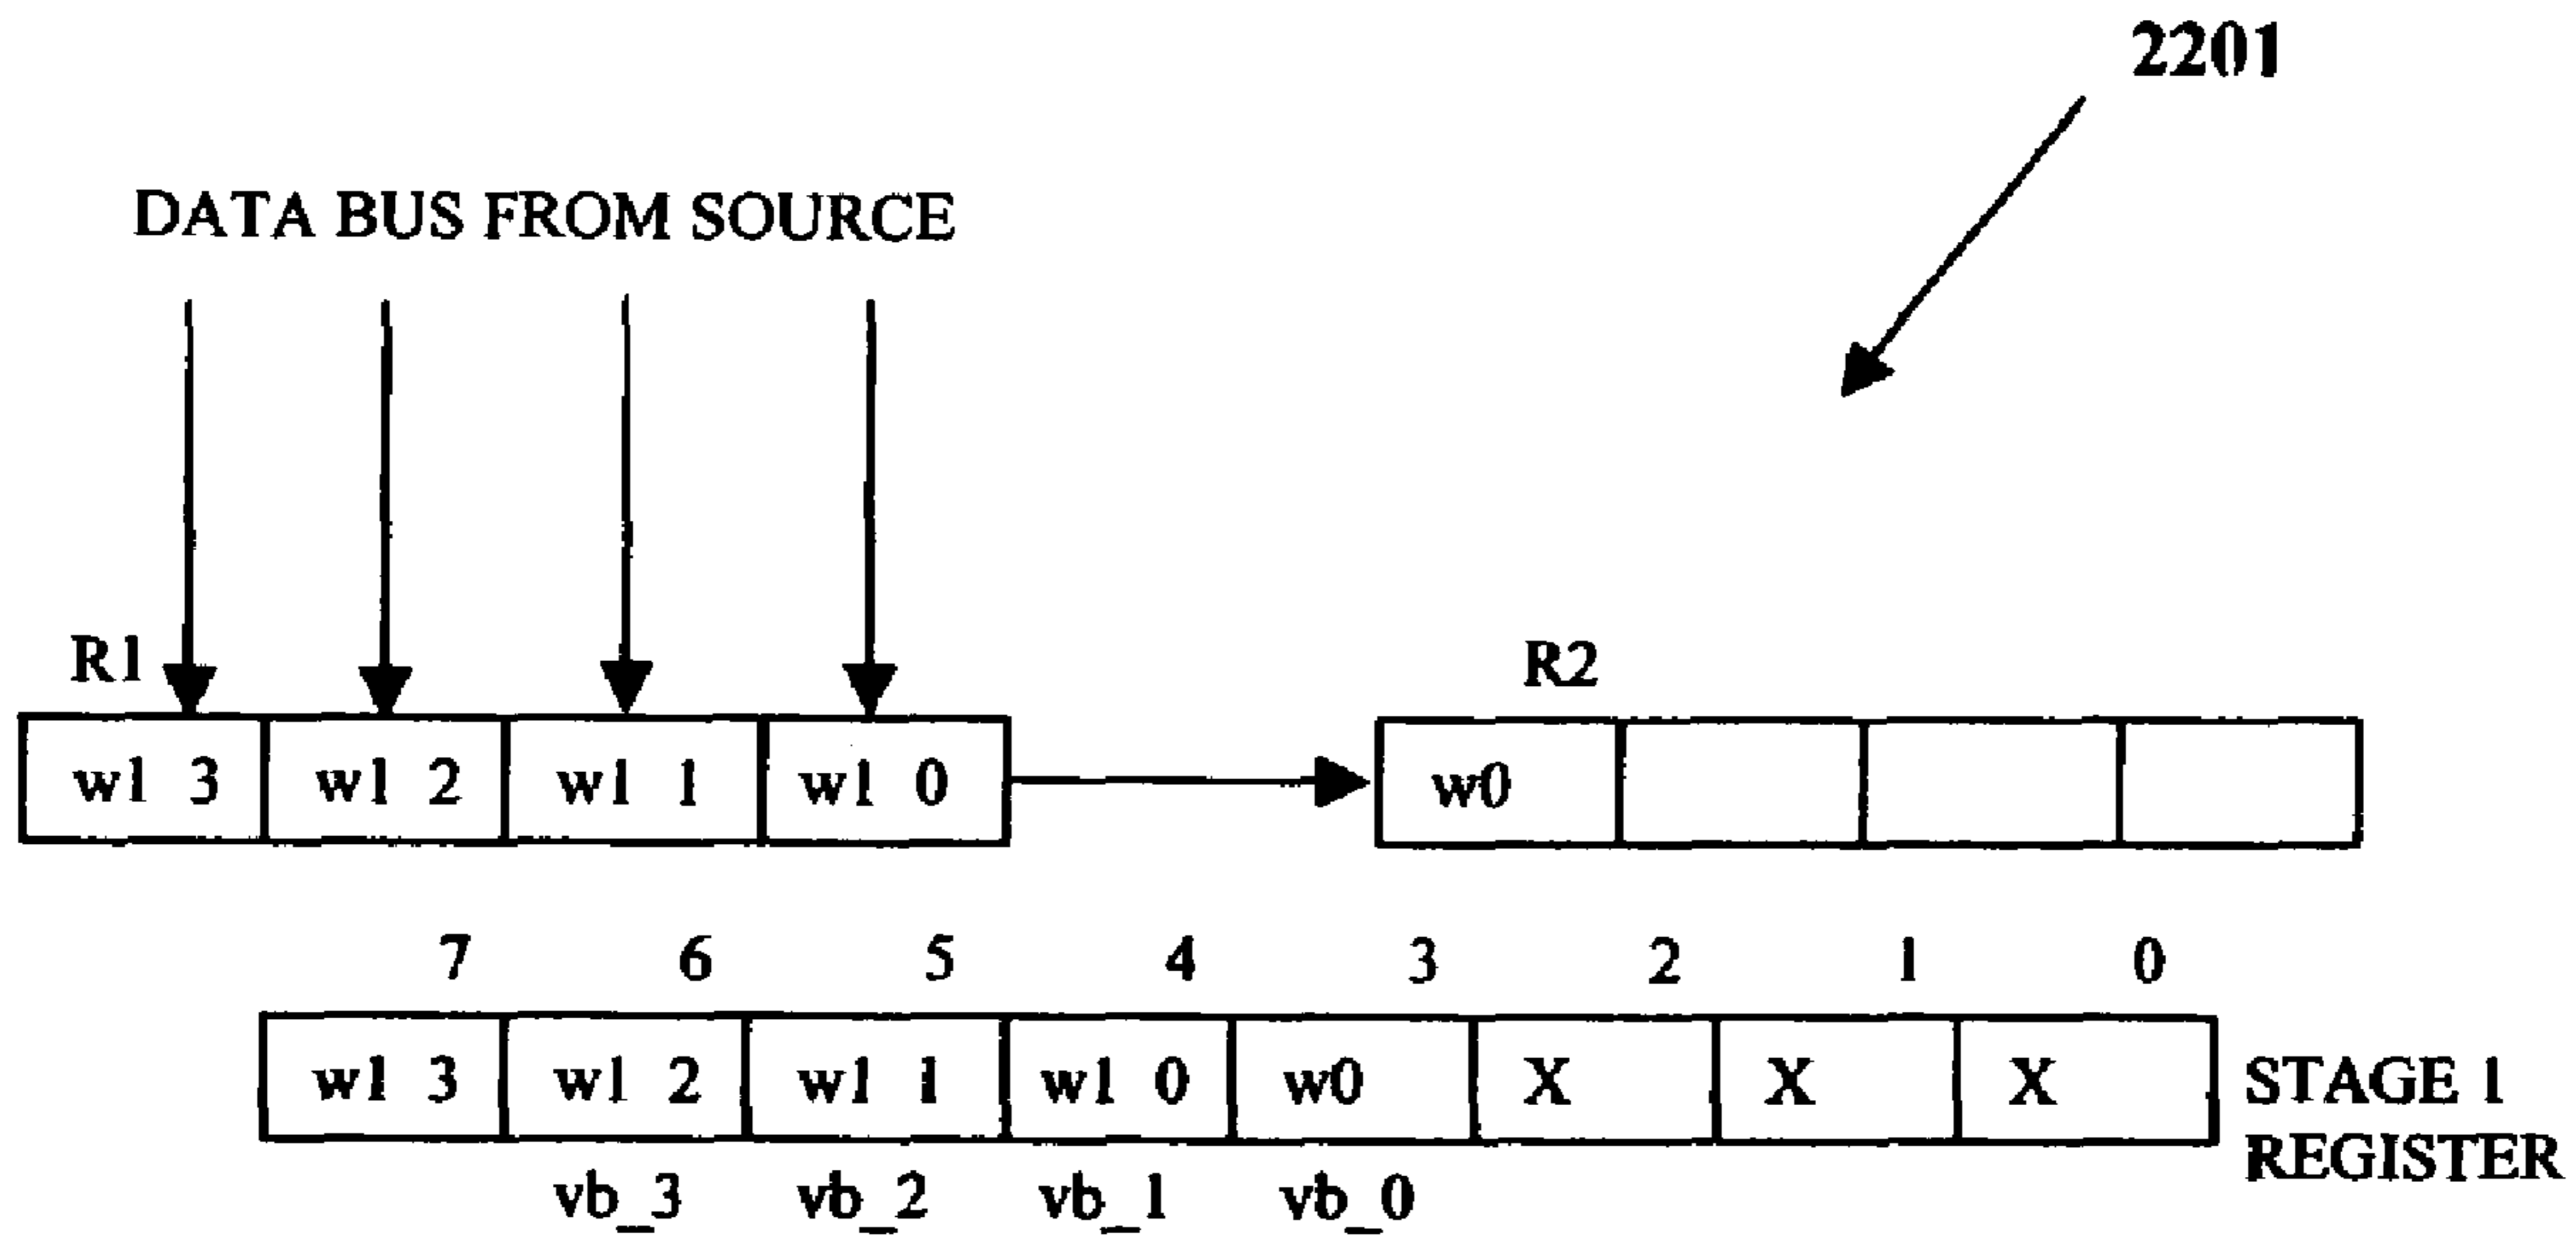 2201
DATA BUS FROM SOURCE
R1
R2
w1 3 w1 2 w1 1 w1 0 w0
7 6 5 4 3 2 1 0
w1 3 w1 2 w1 1 w1 0 w0 X X X
STAGE 1
REGISTER
vb_3 vb_2 vb_1 vb_0